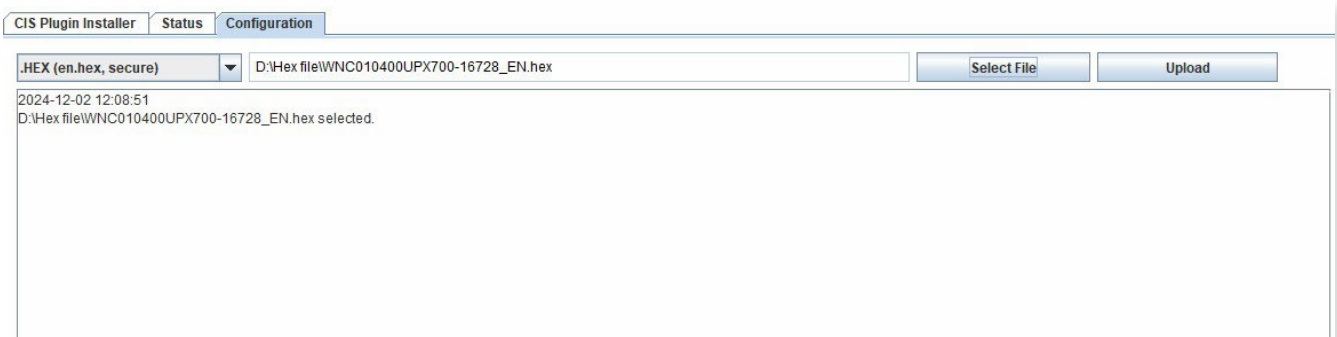 CIS Plugin Installer Status Configuration
.HEX (en.hex, secure) D:\Hex file\WNC010400UPX700-16728_EN.hex Select File Upload
2024-12-02 12:08:51
D:\Hex file\WNC010400UPX700-16728_EN.hex selected.